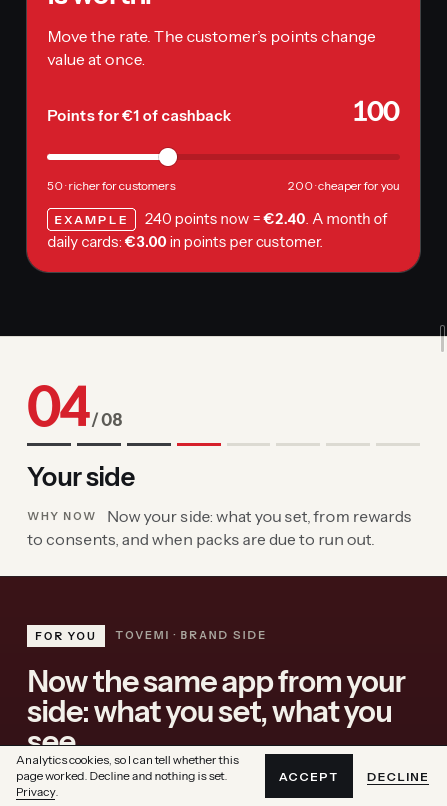 is worth.
Move the rate. The customer's points change
value at once.
Points for €1 of cashback 100
50 · richer for customers 200 · cheaper for you
EXAMPLE 240 points now = €2.40. A month of
daily cards: €3.00 in points per customer.
04 / 08
Your side
WHY NOW Now your side: what you set, from rewards
to consents, and when packs are due to run out.
FOR YOU TOVEMI · BRAND SIDE
Now the same app from your
side: what you set, what you
see
Analytics cookies, so I can tell whether this
page worked. Decline and nothing is set.
Privacy.
ACCEPT DECLINE